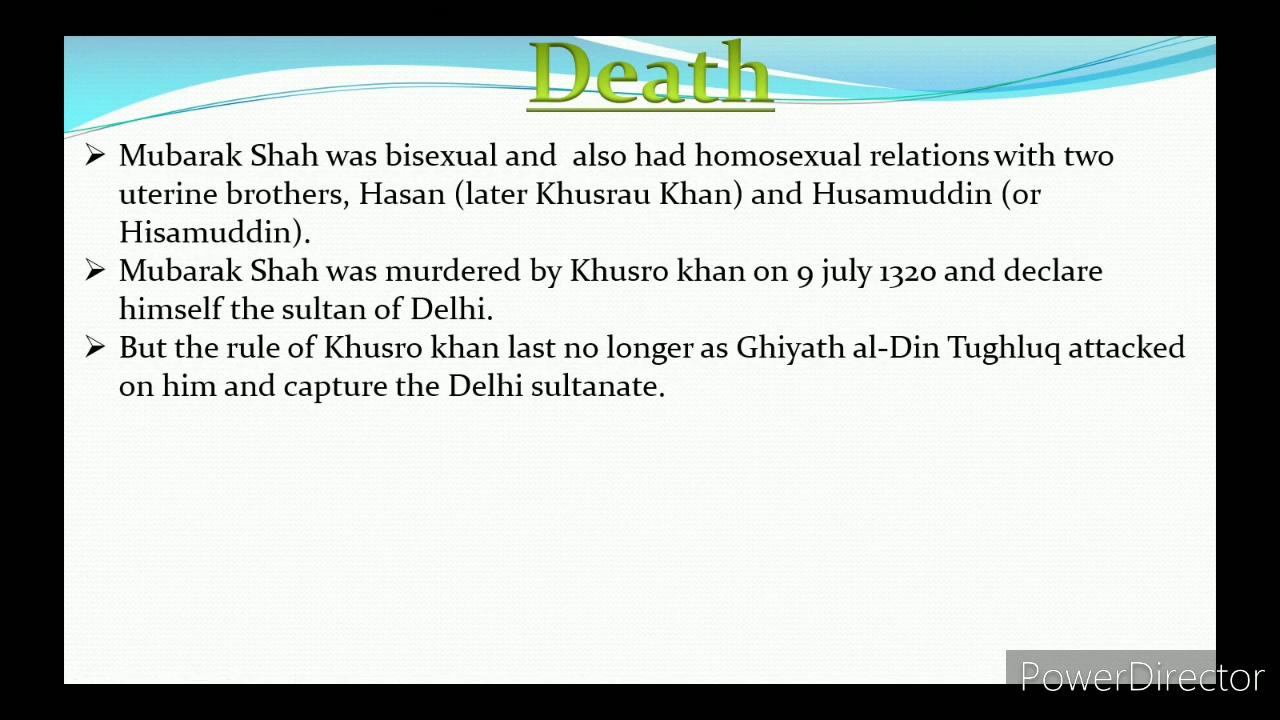 Death
➢ Mubarak Shah was bisexual and also had homosexual relations with two
uterine brothers, Hasan (later Khusrau Khan) and Husamuddin (or
Hisamuddin).
➢ Mubarak Shah was murdered by Khusro khan on 9 july 1320 and declare
himself the sultan of Delhi.
➢ But the rule of Khusro khan last no longer as Ghiyath al-Din Tughluq attacked
on him and capture the Delhi sultanate.
PowerDirector